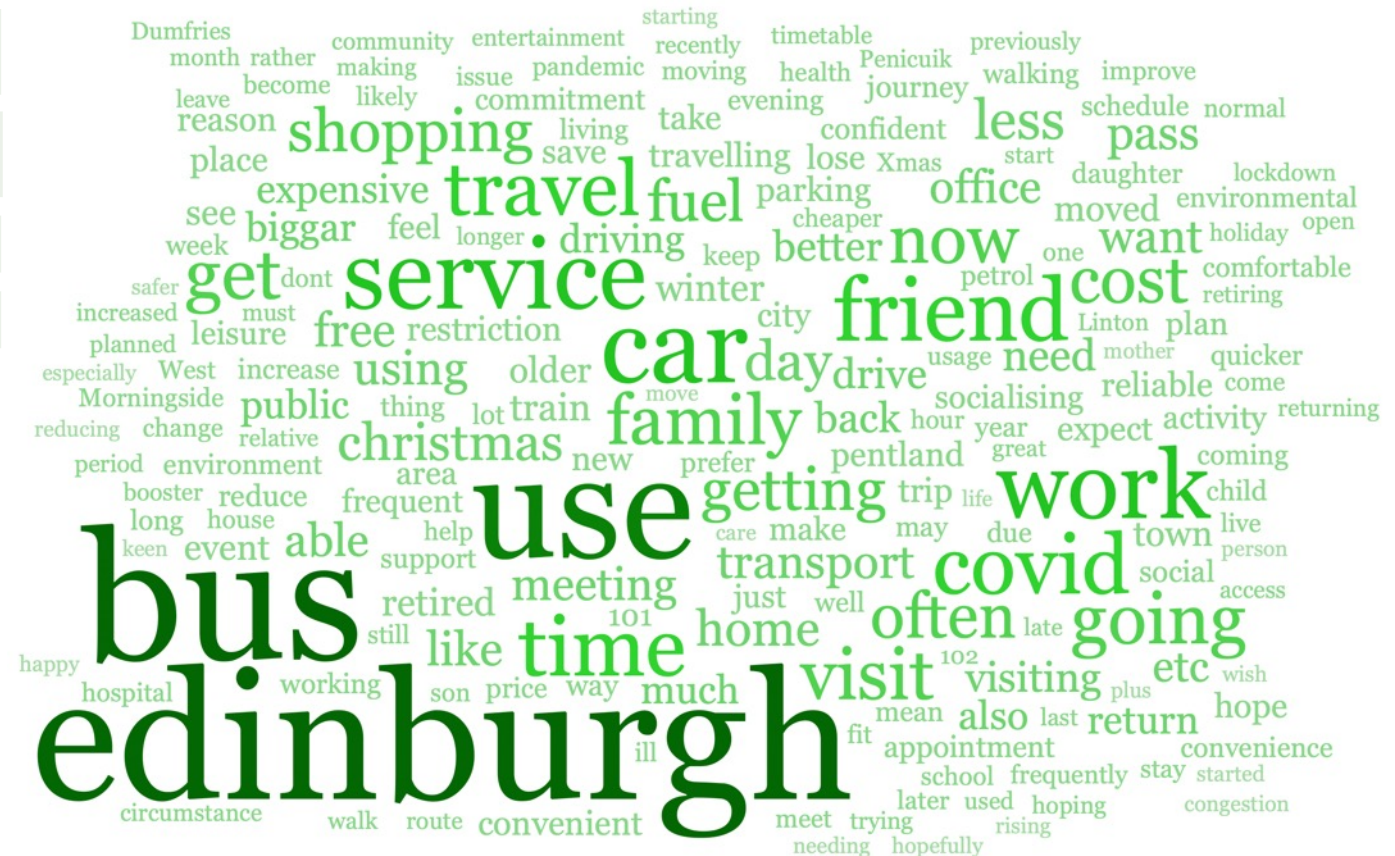 starting
Dumfries community entertainment recently timetable previously
month rather making issue pandemic moving health Penicuik walking improve
become likely commitment evening journey
leave reason shopping living take confident less schedule normal
place save travelling lose Xmas start pass
expensive travel fuel parking office daughter lockdown
see biggar feel longer driving cheaper moved environmental
week keep better now one want holiday open
safer get dont service winter petrol cost comfortable
increased must city friend retiring
planned leisure free restriction car Linton plan
especially West increase using older day drive usage need mother quicker
Morningside public thing lot train move socialising reliable come
reducing change relative family back hour year expect activity returning
period environment christmas new prefer pentland great coming
booster reduce area frequent use getting trip life work child
long house help care make may due town live
keen event able support transport covid social person
bus meeting access
retired 101 just well often late going
still like time home
happy visit 102 visiting etc wish
hospital working son price way much plus
edinburgh mean also last return hope
ill fit appointment convenience
school frequently stay started
circumstance later used hoping congestion
walk route convenient meet trying rising
needing hopefully